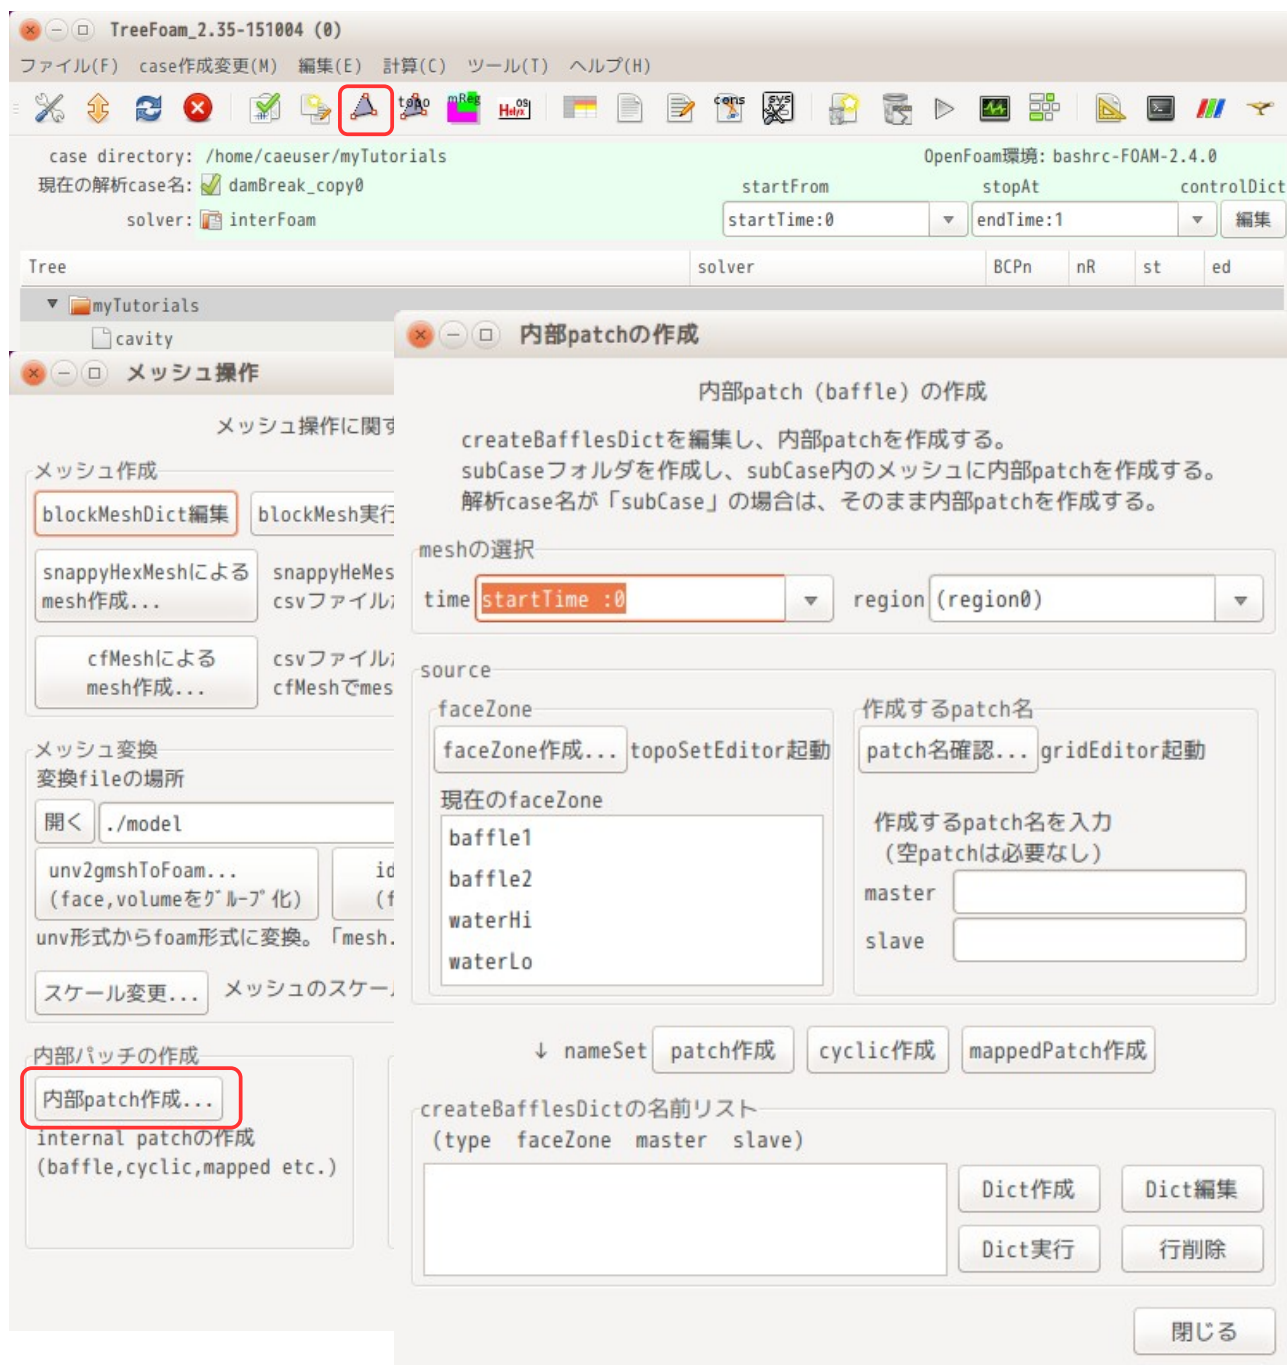 TreeFoam_2.35-151004 (0)
ファイル(F) case作成変更(M) 編集(E) 計算(C) ツール(T) ヘルプ(H)
topo mReg Helyx OS cons sys
case directory: /home/caeuser/myTutorials OpenFoam環境: bashrc-FOAM-2.4.0
現在の解析case名: damBreak_copy0 startFrom stopAt controlDict
solver: interFoam startTime:0 endTime:1 編集
Tree solver BCPn nR st ed
myTutorials
cavity
メッシュ操作
メッシュ操作に関す
メッシュ作成
blockMeshDict編集 blockMesh実行
snappyHexMeshによる
mesh作成...
snappyHeMes
csvファイル
cfMeshによる
mesh作成...
csvファイル
cfMeshでmes
メッシュ変換
変換fileの場所
開く ./model
unv2gmshToFoam...
(face,volumeをグループ化)
id
(f
unv形式からfoam形式に変換。「mesh.
スケール変更... メッシュのスケー
内部パッチの作成
内部patch作成...
internal patchの作成
(baffle,cyclic,mapped etc.)
内部patchの作成
内部patch (baffle) の作成
createBafflesDictを編集し、内部patchを作成する。
subCaseフォルダを作成し、subCase内のメッシュに内部patchを作成する。
解析case名が「subCase」の場合は、そのまま内部patchを作成する。
meshの選択
time startTime :0 region (region0)
source
faceZone
faceZone作成... topoSetEditor起動
現在のfaceZone
baffle1
baffle2
waterHi
waterLo
作成するpatch名
patch名確認... gridEditor起動
作成するpatch名を入力
(空patchは必要なし)
master
slave
↓ nameSet patch作成 cyclic作成 mappedPatch作成
createBafflesDictの名前リスト
(type faceZone master slave)
Dict作成 Dict編集
Dict実行 行削除
閉じる